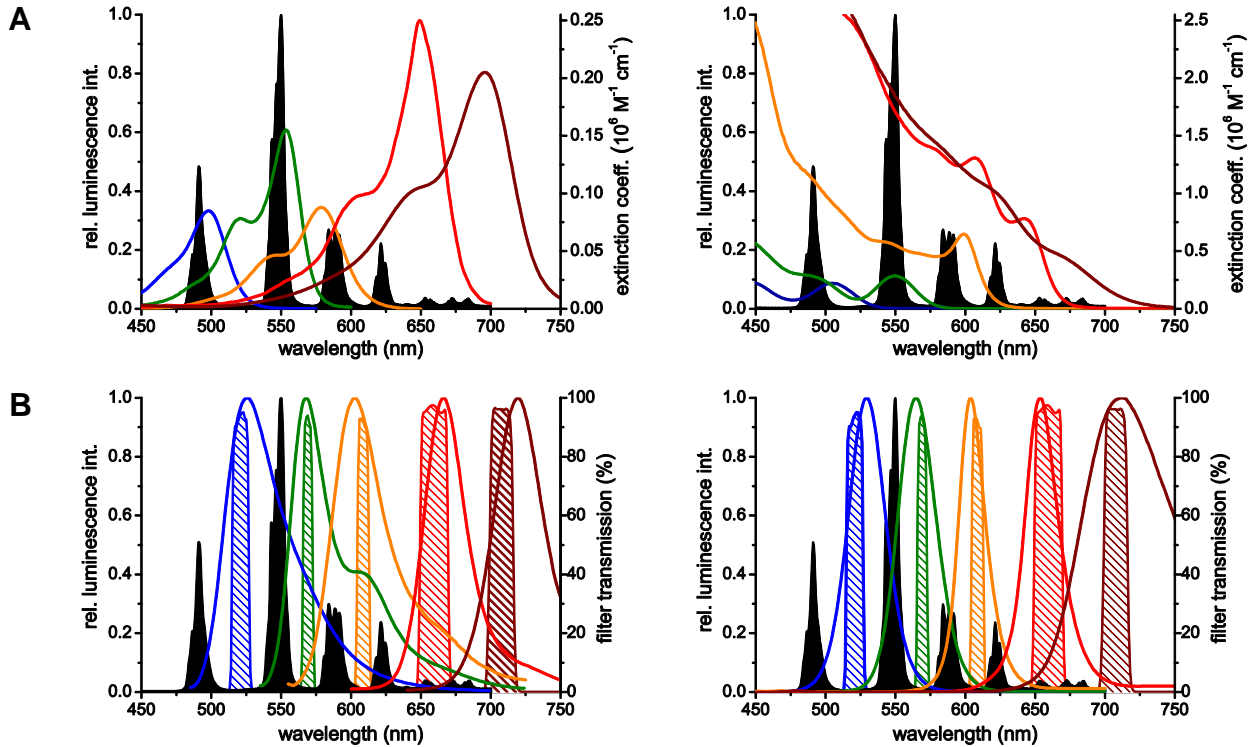 A
rel. luminescence int.
1.0
0.8
0.6
0.4
0.2
0.0
450 500 550 600 650 700 750
wavelength (nm)
0.25
0.20
0.15
0.10
0.05
0.00
extinction coeff. (10⁶ M⁻¹ cm⁻¹)
rel. luminescence int.
1.0
0.8
0.6
0.4
0.2
0.0
450 500 550 600 650 700 750
wavelength (nm)
2.5
2.0
1.5
1.0
0.5
0.0
extinction coeff. (10⁶ M⁻¹ cm⁻¹)
B
rel. luminescence int.
1.0
0.8
0.6
0.4
0.2
0.0
450 500 550 600 650 700 750
wavelength (nm)
100
80
60
40
20
0
filter transmission (%)
rel. luminescence int.
1.0
0.8
0.6
0.4
0.2
0.0
450 500 550 600 650 700 750
wavelength (nm)
100
80
60
40
20
0
filter transmission (%)